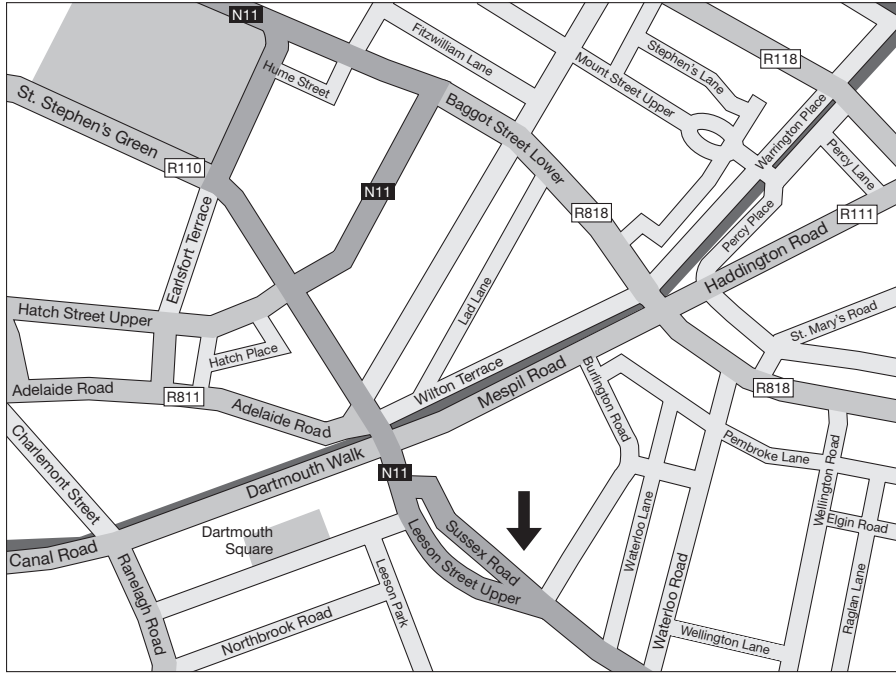 N11
Fitzwilliam Lane
Stephen's Lane
R118
Hume Street
Mount Street Upper
St. Stephen's Green
Baggot Street Lower
Warrington Place
Percy Lane
R110
N11
R818
R111
Earlsfort Terrace
Percy Place
Haddington Road
Lad Lane
Hatch Street Upper
St. Mary's Road
Hatch Place
Wilton Terrace
Mespil Road
Burlington Road
Adelaide Road
R811
R818
Adelaide Road
Charlemont Street
Pembroke Lane
Wellington Road
Dartmouth Walk
N11
Elgin Road
Dartmouth
Square
Sussex Road
Leeson Street Upper
Waterloo Lane
Canal Road
Ranelagh Road
Leeson Park
Waterloo Road
Raglan Lane
Northbrook Road
Wellington Lane